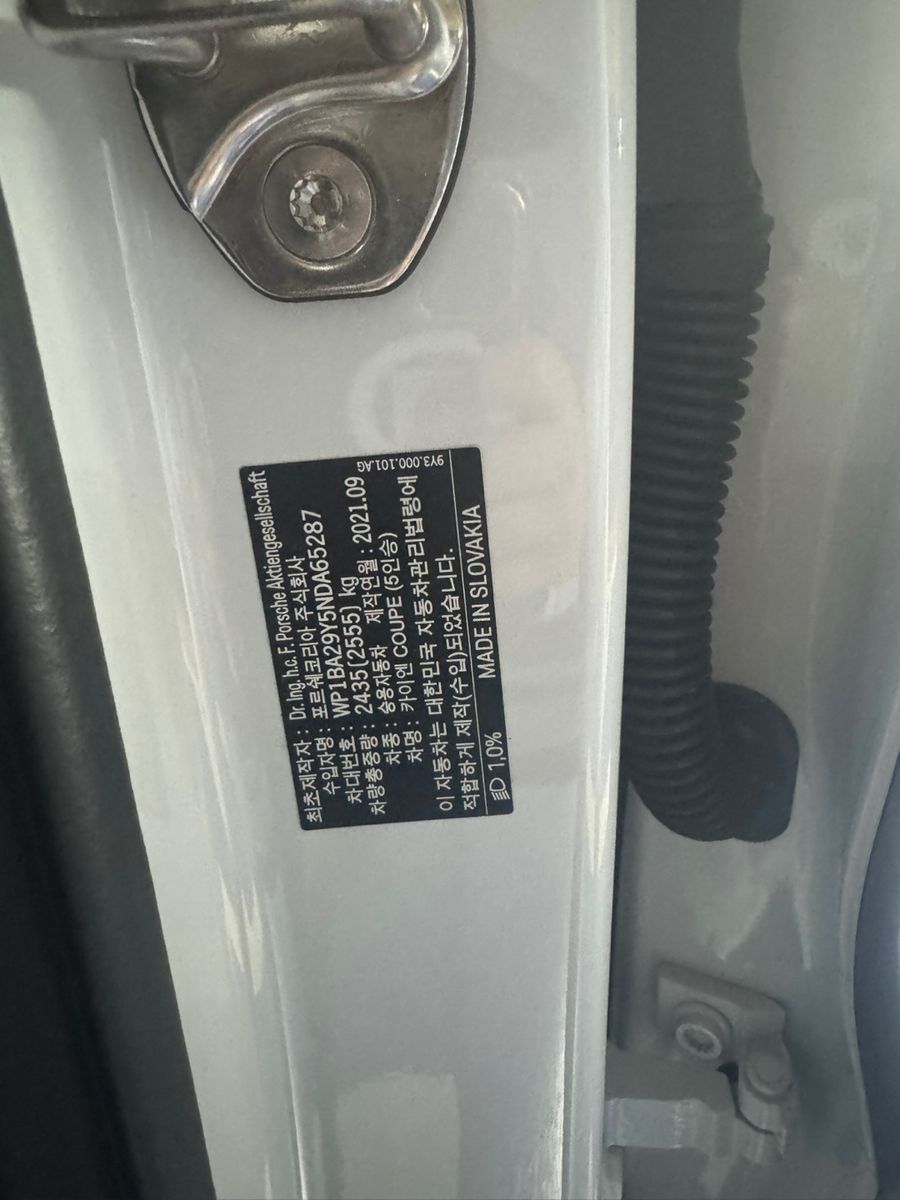 최초제작자 : Dr. Ing. h.c. F. Porsche Aktiengesellschaft
수입자명 : 포르쉐코리아 주식회사
차대번호 : WP1BA29Y5NDA65287
차량총중량 : 2435(2555) kg
차종 : 승용자동차 제작연월 : 2021.09
차명 : 카이엔 COUPE (5인승)
이 자동차는 대한민국 자동차관리법령에
적합하게 제작(수입)되었습니다.
1,0% MADE IN SLOVAKIA
9Y3.000.101.AG